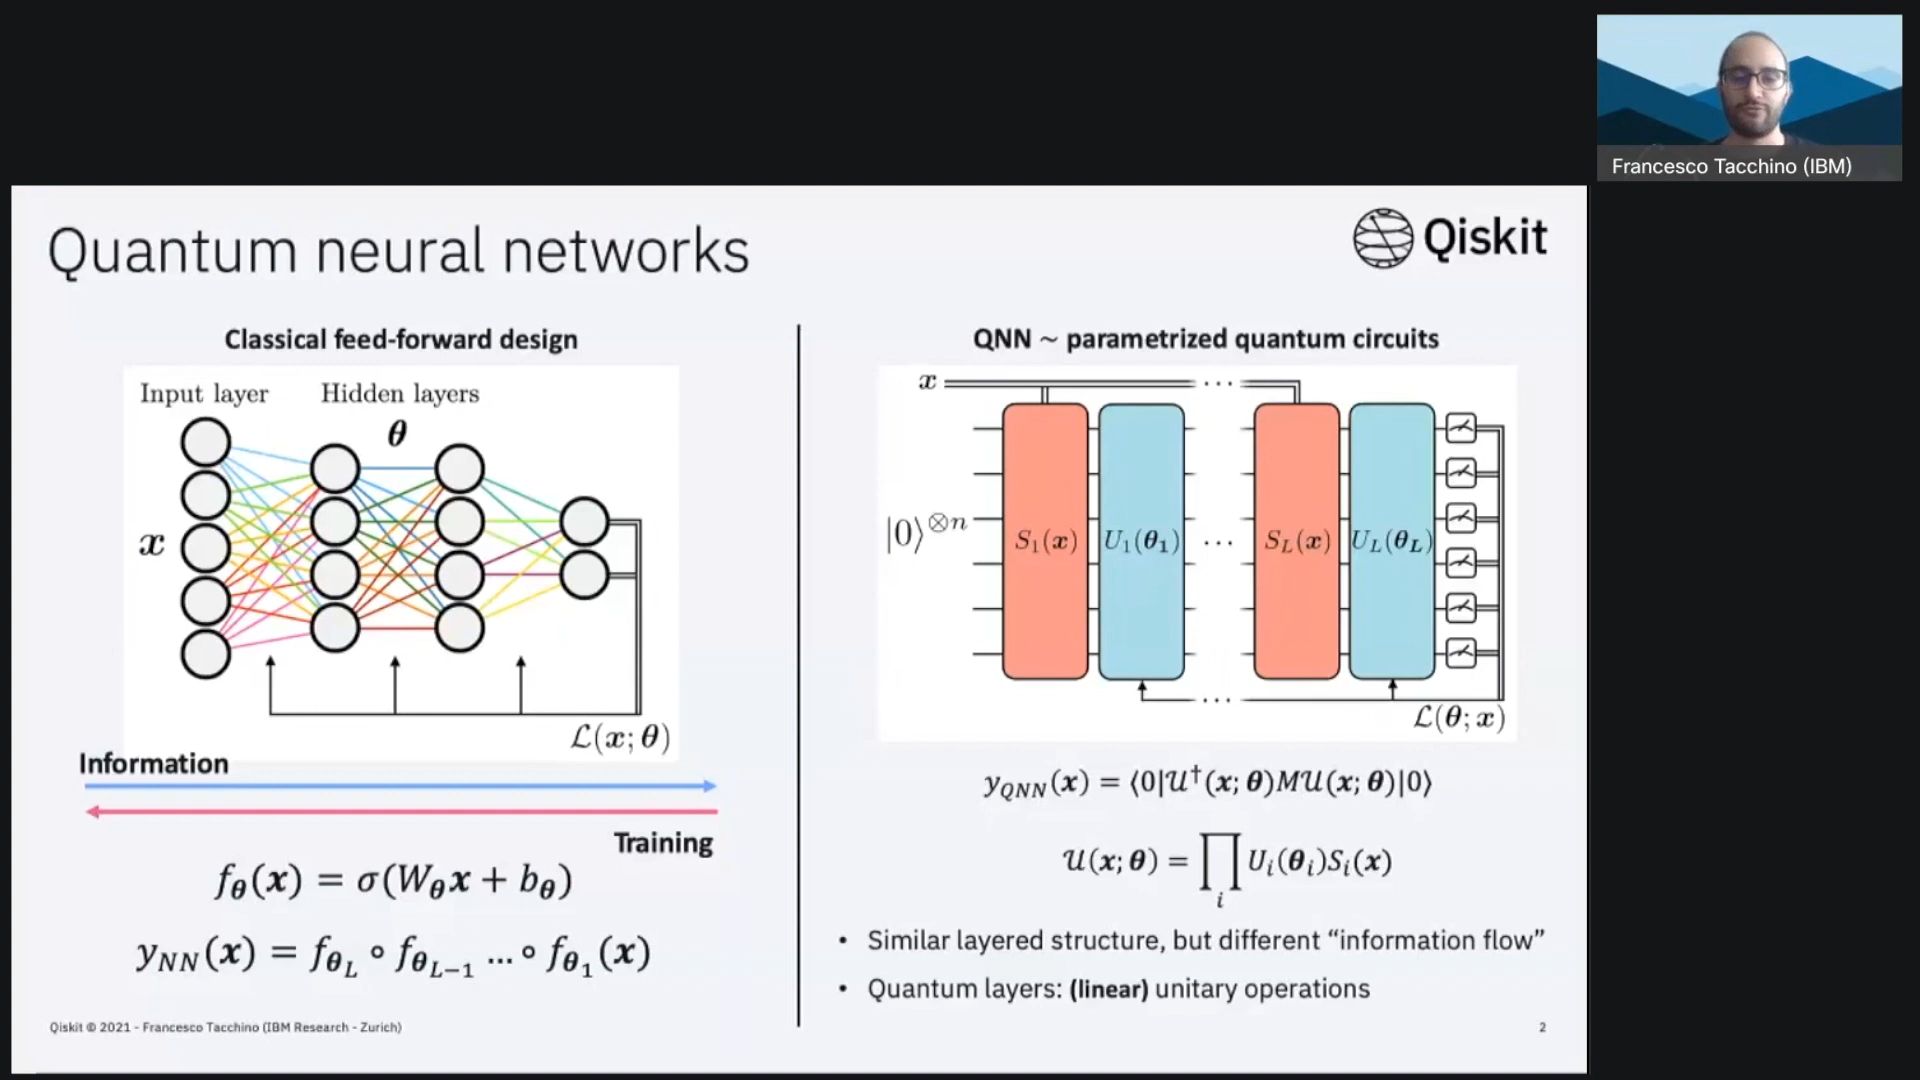 Francesco Tacchino (IBM)
Quantum neural networks
Qiskit
Classical feed-forward design
Input layer Hidden layers
θ
x
ℒ(x; θ)
Information
Training
f_θ(x) = σ(W_θ x + b_θ)
y_NN(x) = f_θ_L ∘ f_θ_L−1 … ∘ f_θ_1(x)
QNN ~ parametrized quantum circuits
x ...
|0⟩^⊗n S₁(x) U₁(θ₁) ... S_L(x) U_L(θ_L)
...
ℒ(θ; x)
y_QNN(x) = ⟨0|𝒰†(x; θ)M𝒰(x; θ)|0⟩
𝒰(x; θ) = ∏_i U_i(θ_i)S_i(x)
• Similar layered structure, but different “information flow”
• Quantum layers: (linear) unitary operations
Qiskit © 2021 - Francesco Tacchino (IBM Research - Zurich)
2